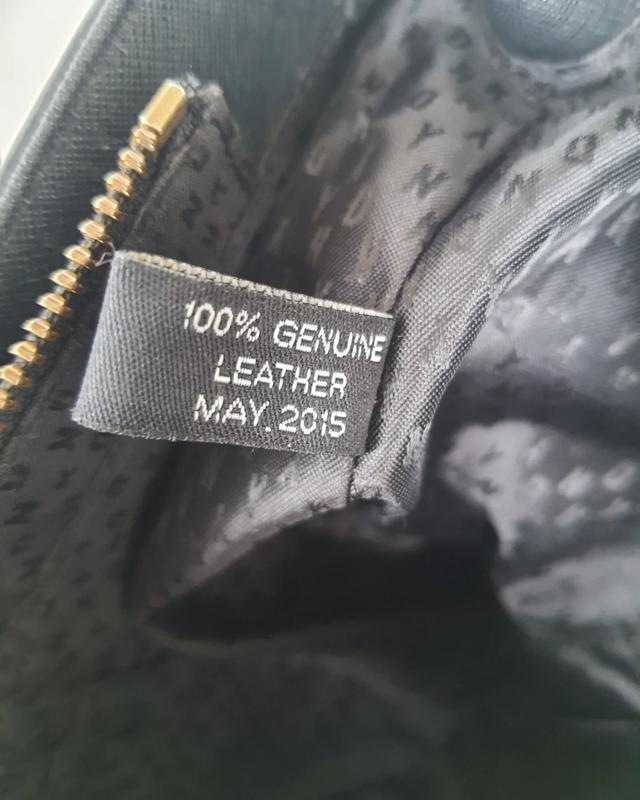 100% GENUINE
LEATHER
MAY. 2015